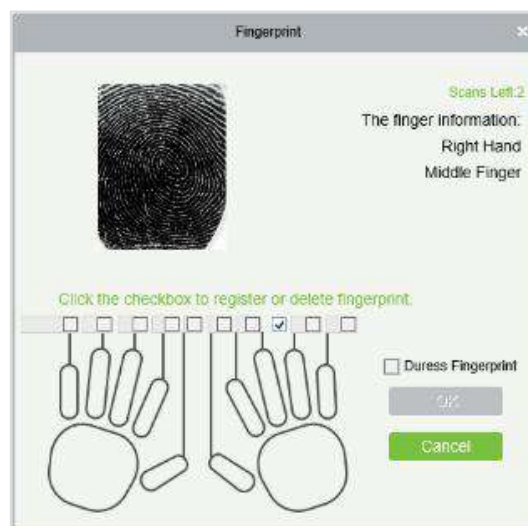 Fingerprint
Scans Left:2
The finger information:
Right Hand
Middle Finger
Click the checkbox to register or delete fingerprint.
Duress Fingerprint
OK
Cancel